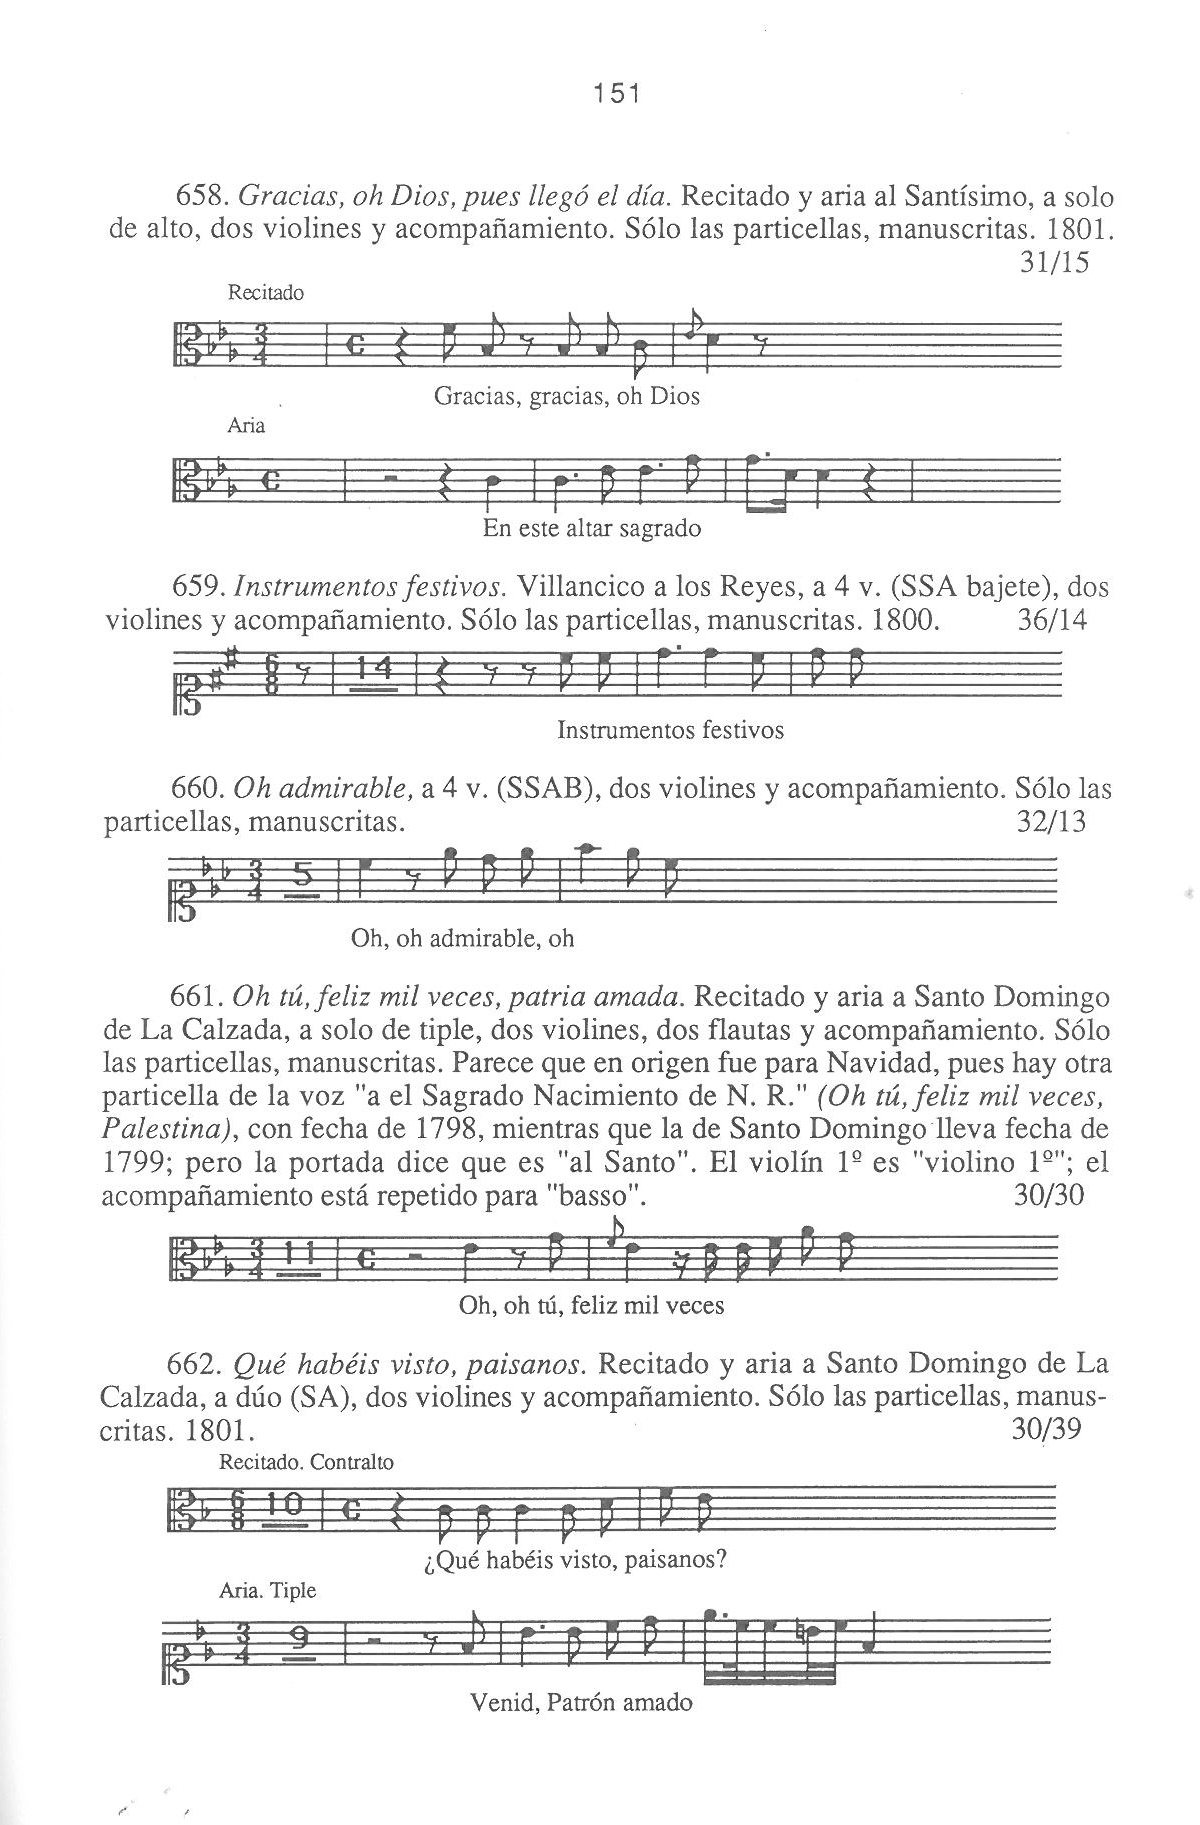 151
658. Gracias, oh Dios, pues llegó el día. Recitado y aria al Santísimo, a solo
de alto, dos violines y acompañamiento. Sólo las particellas, manuscritas. 1801.
31/15
Recitado
3
4
Gracias, gracias, oh Dios
Aria
En este altar sagrado
659. Instrumentos festivos. Villancico a los Reyes, a 4 v. (SSA bajete), dos
violines y acompañamiento. Sólo las particellas, manuscritas. 1800. 36/14
6
8
14
Instrumentos festivos
660. Oh admirable, a 4 v. (SSAB), dos violines y acompañamiento. Sólo las
particellas, manuscritas. 32/13
3
4
5
Oh, oh admirable, oh
661. Oh tú, feliz mil veces, patria amada. Recitado y aria a Santo Domingo
de La Calzada, a solo de tiple, dos violines, dos flautas y acompañamiento. Sólo
las particellas, manuscritas. Parece que en origen fue para Navidad, pues hay otra
particella de la voz "a el Sagrado Nacimiento de N. R." (Oh tú, feliz mil veces,
Palestina), con fecha de 1798, mientras que la de Santo Domingo lleva fecha de
1799; pero la portada dice que es "al Santo". El violín 1º es "violino 1º"; el
acompañamiento está repetido para "basso". 30/30
3
4
11
Oh, oh tú, feliz mil veces
662. Qué habéis visto, paisanos. Recitado y aria a Santo Domingo de La
Calzada, a dúo (SA), dos violines y acompañamiento. Sólo las particellas, manus-
critas. 1801. 30/39
Recitado. Contralto
6
8
10
¿Qué habéis visto, paisanos?
Aria. Tiple
3
4
9
Venid, Patrón amado